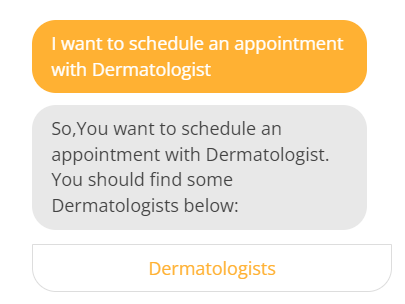 I want to schedule an appointment
with Dermatologist
So,You want to schedule an
appointment with Dermatologist.
You should find some
Dermatologists below:
Dermatologists